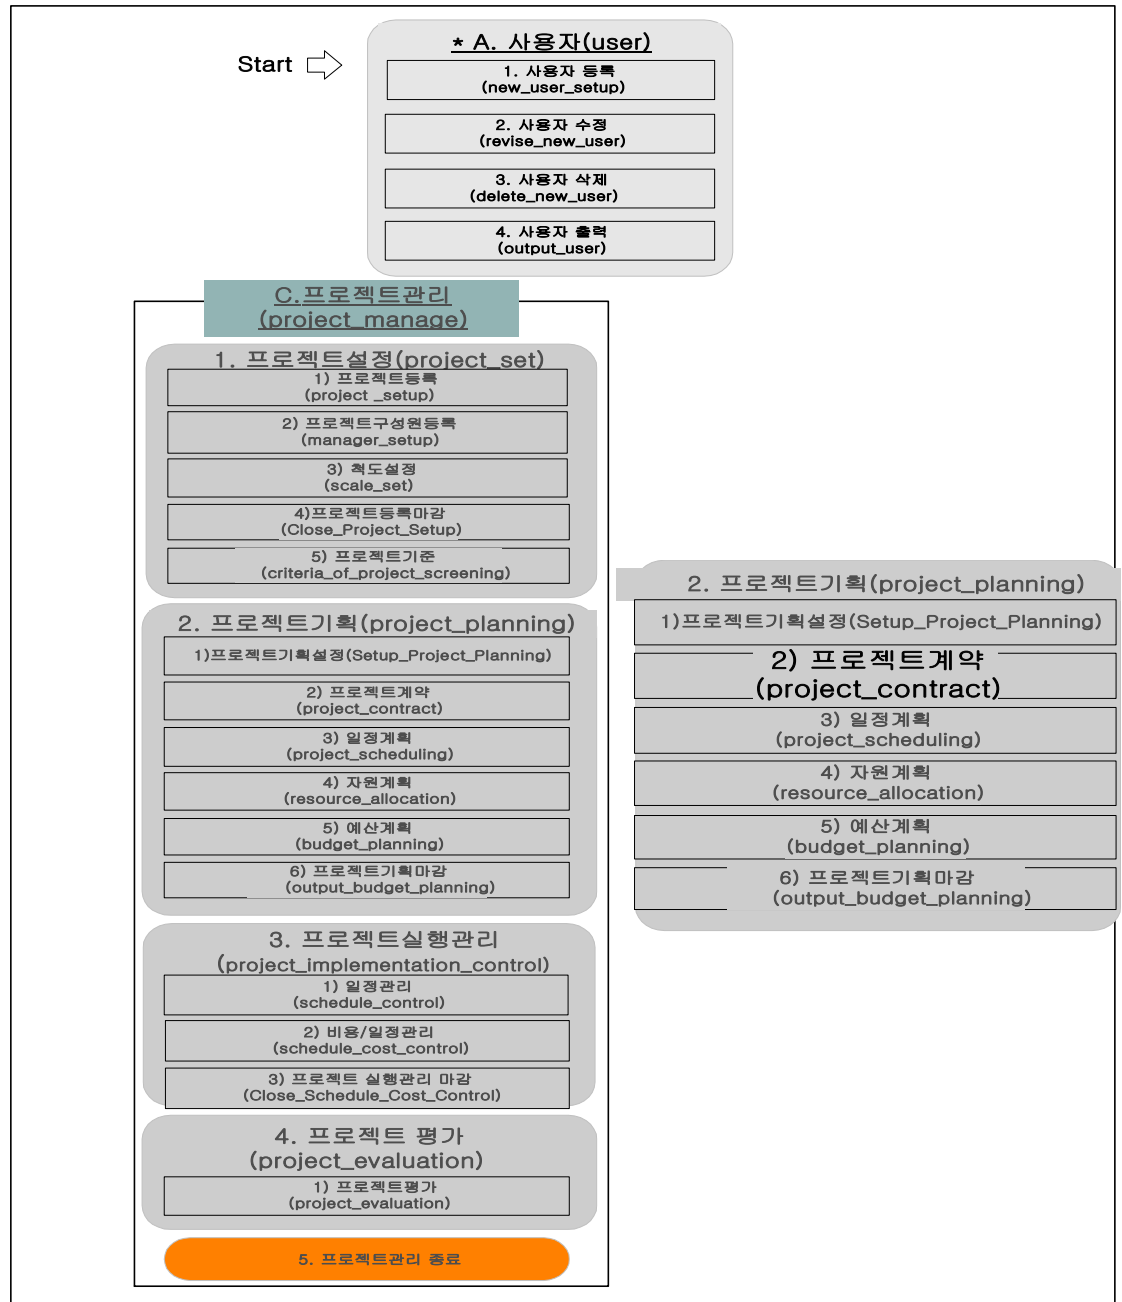 * A. 사용자(user)
Start
1. 사용자 등록
(new_user_setup)
2. 사용자 수정
(revise_new_user)
3. 사용자 삭제
(delete_new_user)
4. 사용자 출력
(output_user)
C.프로젝트관리
(project_manage)
1. 프로젝트설정(project_set)
1) 프로젝트등록
(project _setup)
2) 프로젝트구성원등록
(manager_setup)
3) 척도설정
(scale_set)
4)프로젝트등록마감
(Close_Project_Setup)
5) 프로젝트기준
(criteria_of_project_screening)
2. 프로젝트기획(project_planning)
1)프로젝트기획설정(Setup_Project_Planning)
2) 프로젝트계약
(project_contract)
3) 일정계획
(project_scheduling)
4) 자원계획
(resource_allocation)
5) 예산계획
(budget_planning)
6) 프로젝트기획마감
(output_budget_planning)
3. 프로젝트실행관리
(project_implementation_control)
1) 일정관리
(schedule_control)
2) 비용/일정관리
(schedule_cost_control)
3) 프로젝트 실행관리 마감
(Close_Schedule_Cost_Control)
4. 프로젝트 평가
(project_evaluation)
1) 프로젝트평가
(project_evaluation)
5. 프로젝트관리 종료
2. 프로젝트기획(project_planning)
1)프로젝트기획설정(Setup_Project_Planning)
2) 프로젝트계약
(project_contract)
3) 일정계획
(project_scheduling)
4) 자원계획
(resource_allocation)
5) 예산계획
(budget_planning)
6) 프로젝트기획마감
(output_budget_planning)